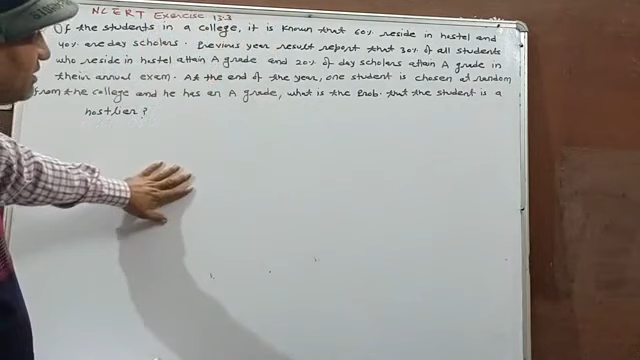 NCERT Exercise 13.3
Of the students in a college, it is known that 60% reside in hostel and
40% are day scholars. Previous year result report that 30% of all students
who reside in hostel attain A grade and 20% of day scholars attain A grade in
their annual exam. At the end of the year, one student is chosen at random
from the college and he has an A grade, what is the Prob. that the student is a
hostlier?